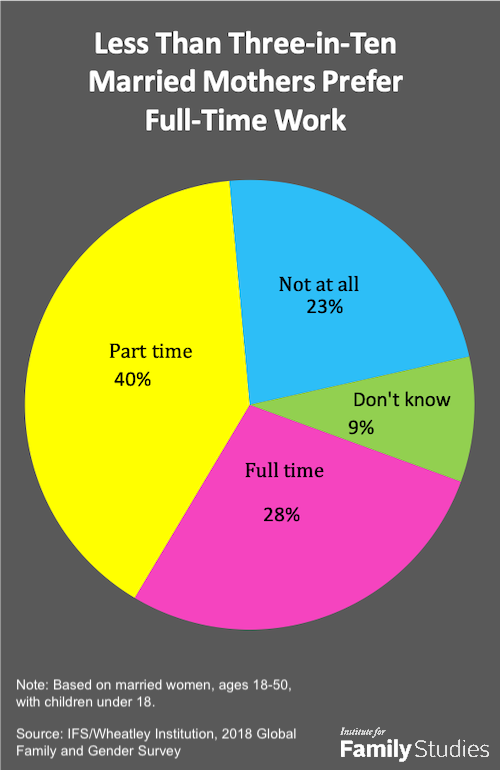 Less Than Three-in-Ten
Married Mothers Prefer
Full-Time Work
Not at all
23%
Part time
40%
Don't know
9%
Full time
28%
Note: Based on married women, ages 18-50,
with children under 18.
Source: IFS/Wheatley Institution, 2018 Global
Family and Gender Survey
Institute for
Family Studies